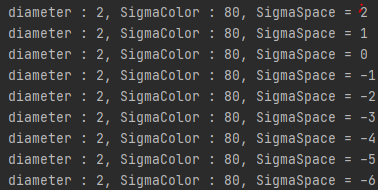 diameter : 2, SigmaColor : 80, SigmaSpace = 2
diameter : 2, SigmaColor : 80, SigmaSpace = 1
diameter : 2, SigmaColor : 80, SigmaSpace = 0
diameter : 2, SigmaColor : 80, SigmaSpace = -1
diameter : 2, SigmaColor : 80, SigmaSpace = -2
diameter : 2, SigmaColor : 80, SigmaSpace = -3
diameter : 2, SigmaColor : 80, SigmaSpace = -4
diameter : 2, SigmaColor : 80, SigmaSpace = -5
diameter : 2, SigmaColor : 80, SigmaSpace = -6